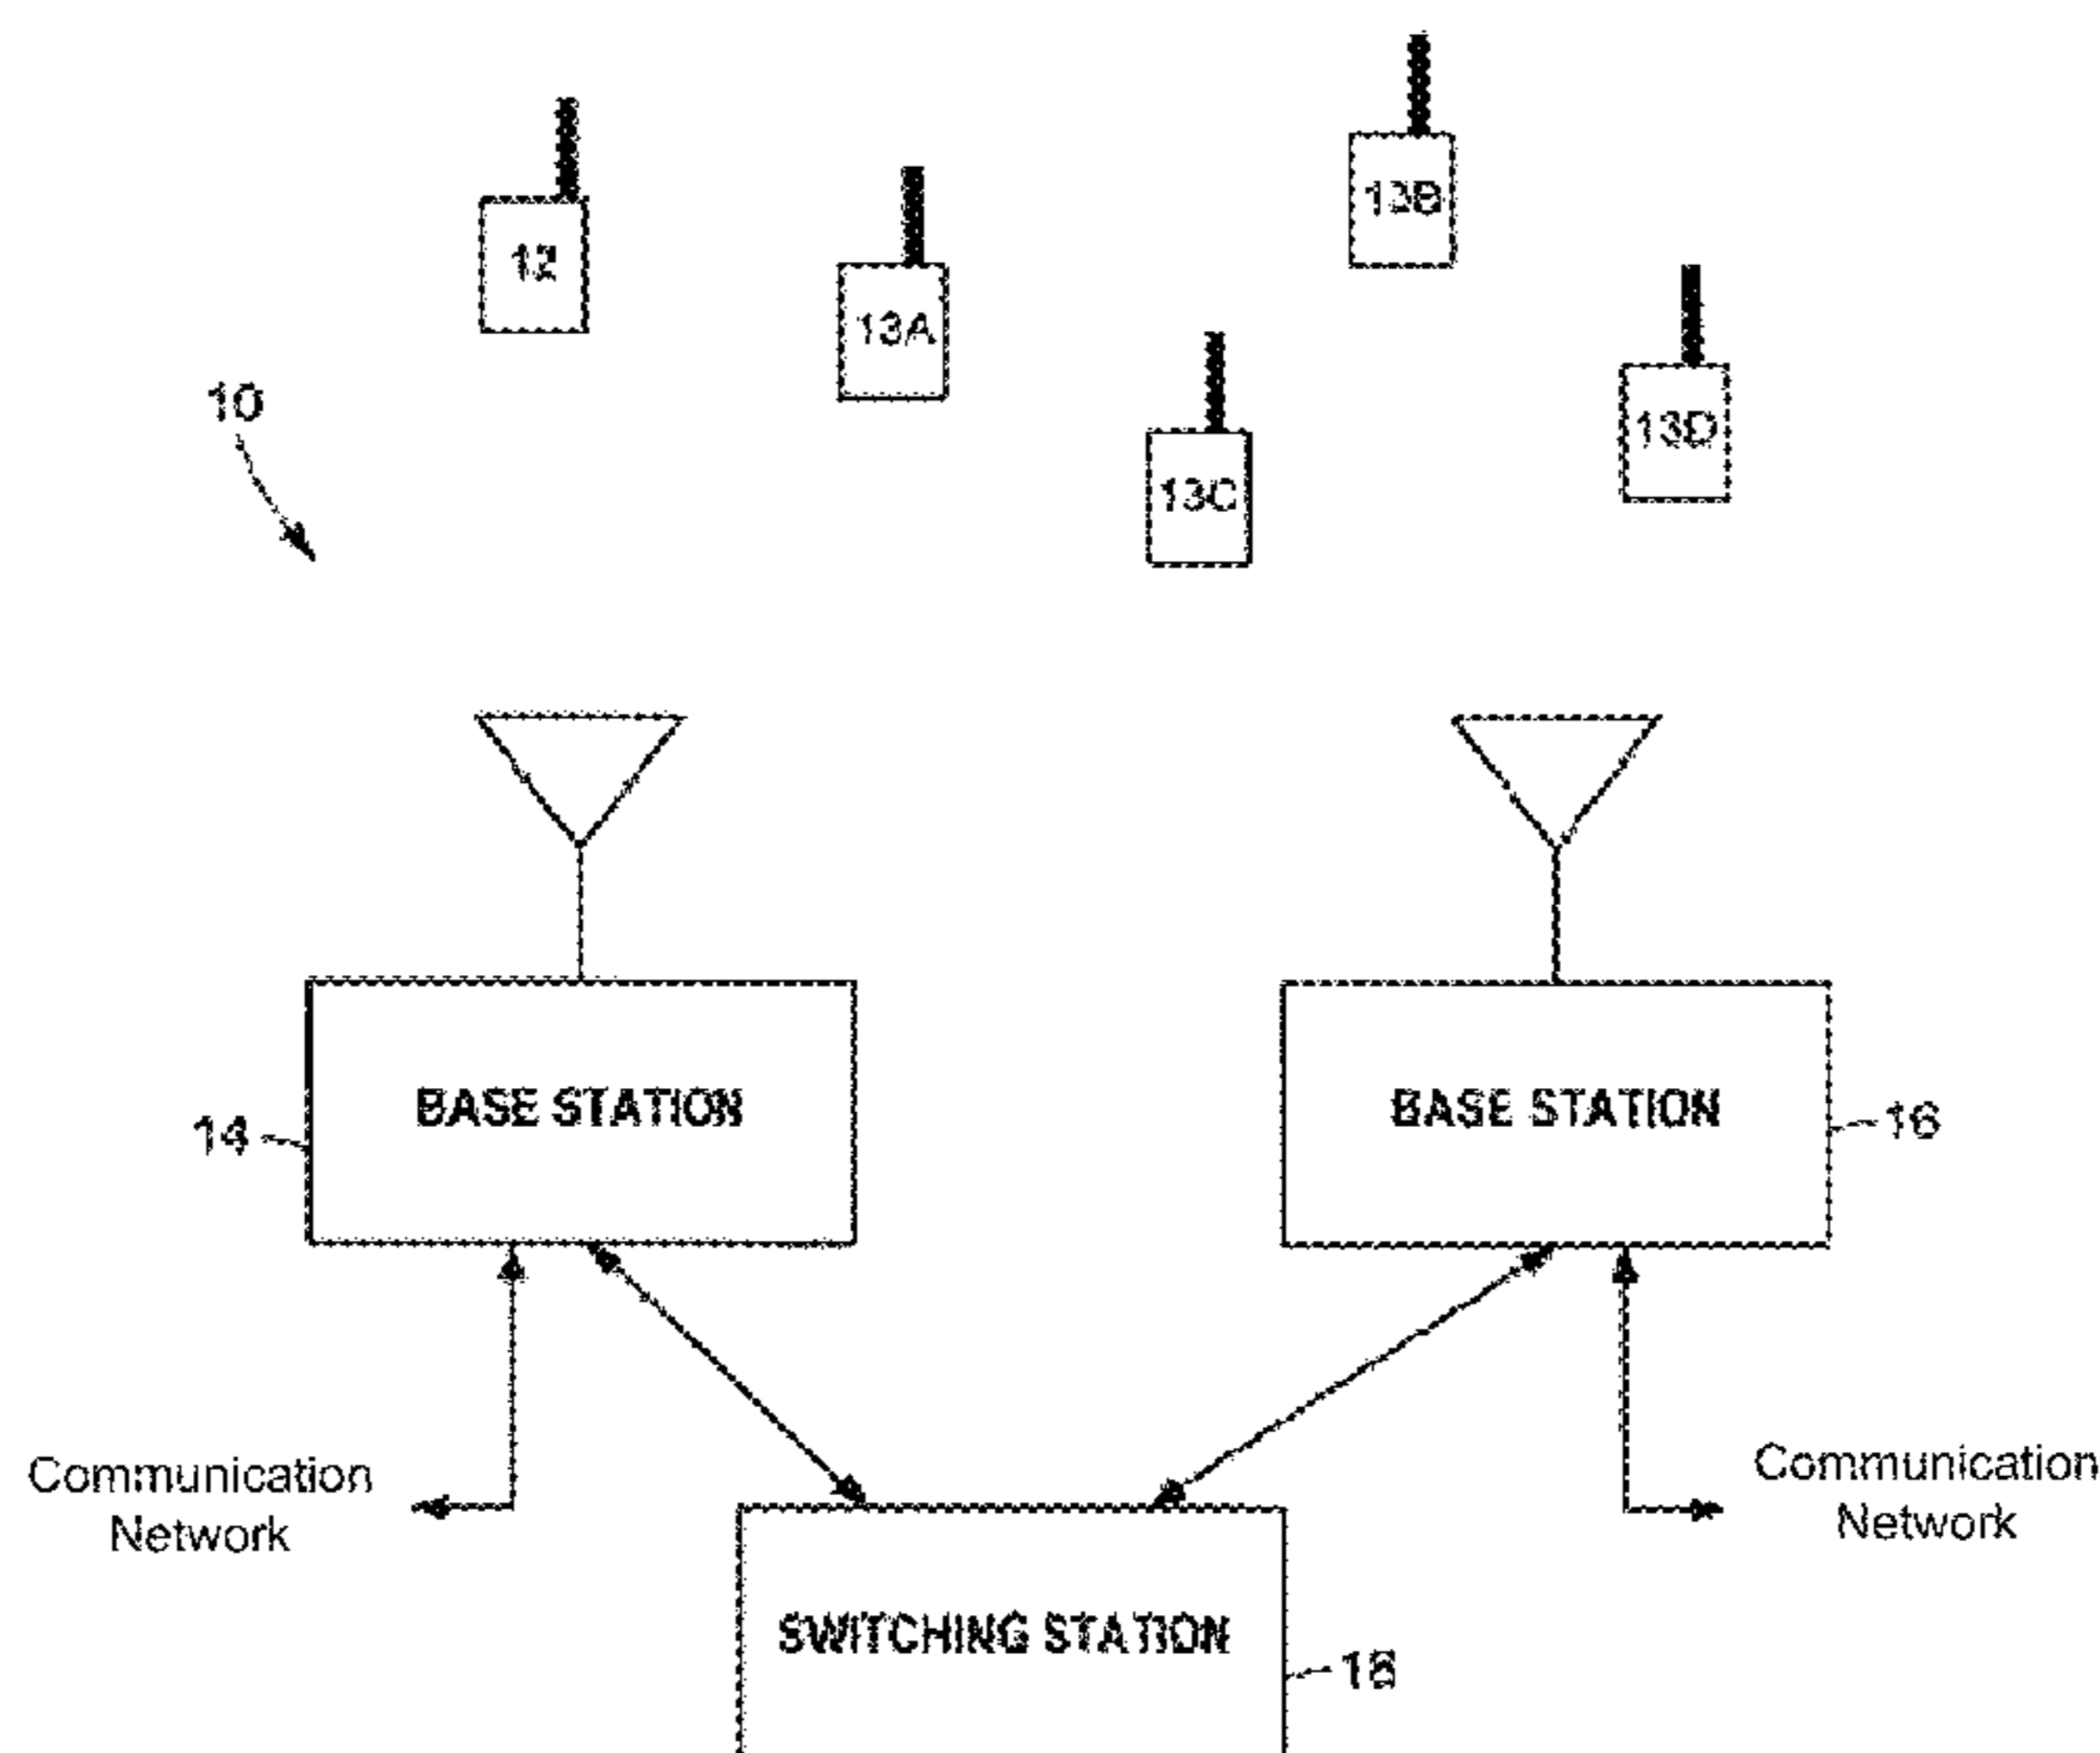 13B
12
13A
10
13D
13C
BASE STATION
BASE STATION
14
16
Communication
Network
Communication
Network
SWITCHING STATION
18